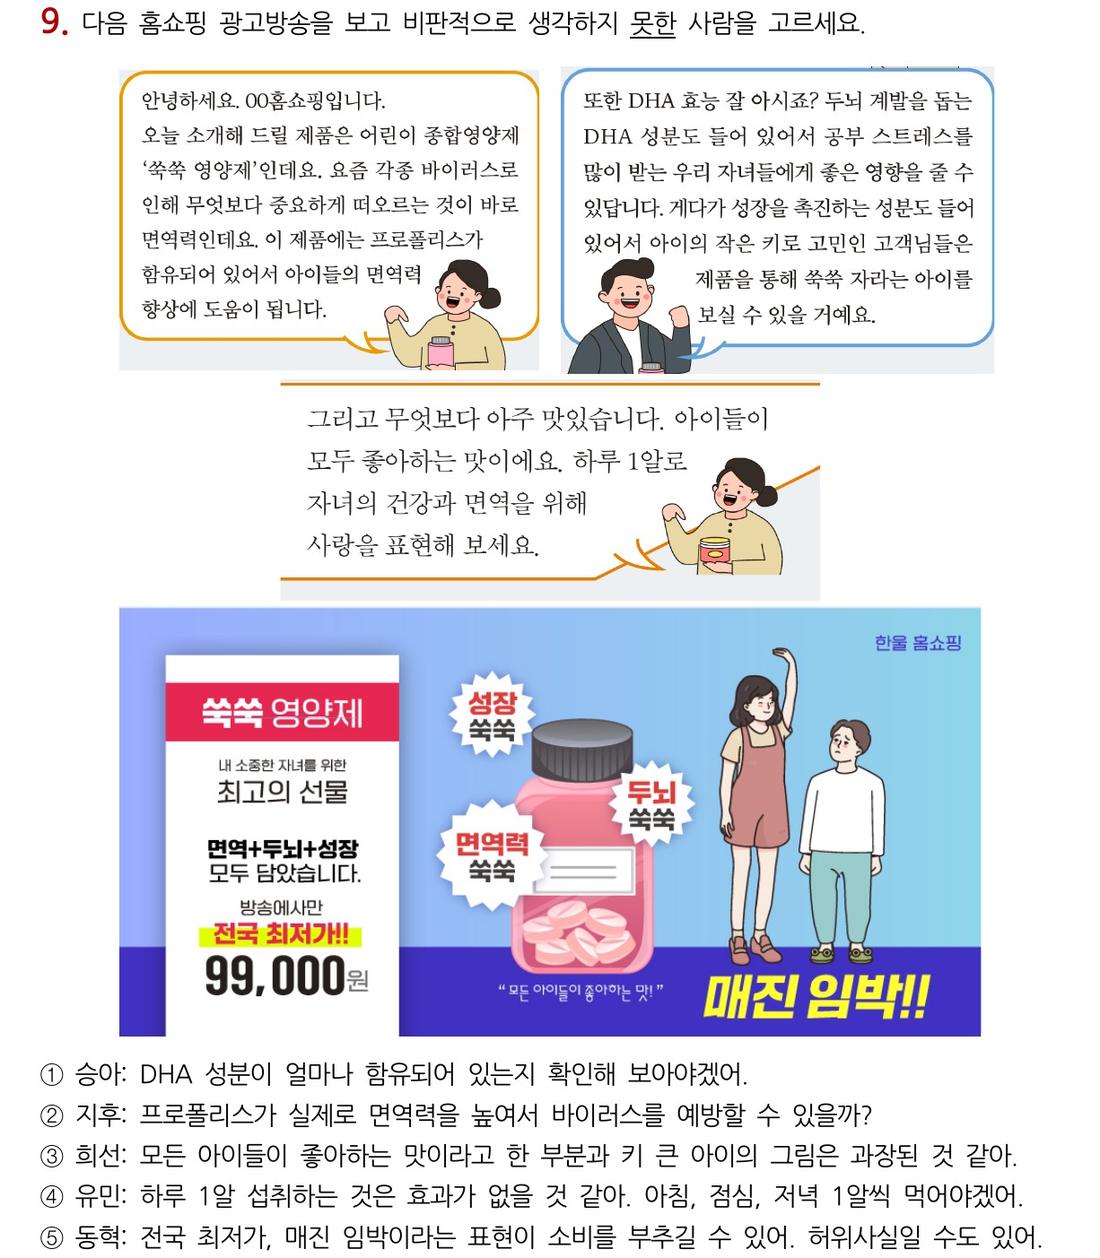 9. 다음 홈쇼핑 광고방송을 보고 비판적으로 생각하지 못한 사람을 고르세요.
안녕하세요. 00홈쇼핑입니다.
오늘 소개해 드릴 제품은 어린이 종합영양제
‘쑥쑥 영양제’인데요. 요즘 각종 바이러스로
인해 무엇보다 중요하게 떠오르는 것이 바로
면역력인데요. 이 제품에는 프로폴리스가
함유되어 있어서 아이들의 면역력
향상에 도움이 됩니다.
또한 DHA 효능 잘 아시죠? 두뇌 계발을 돕는
DHA 성분도 들어 있어서 공부 스트레스를
많이 받는 우리 자녀들에게 좋은 영향을 줄 수
있답니다. 게다가 성장을 촉진하는 성분도 들어
있어서 아이의 작은 키로 고민인 고객님들은
제품을 통해 쑥쑥 자라는 아이를
보실 수 있을 거예요.
그리고 무엇보다 아주 맛있습니다. 아이들이
모두 좋아하는 맛이에요. 하루 1알로
자녀의 건강과 면역을 위해
사랑을 표현해 보세요.
한울 홈쇼핑
쑥쑥 영양제
내 소중한 자녀를 위한
최고의 선물
면역+두뇌+성장
모두 담았습니다.
방송에사만
전국 최저가!!
99,000원
성장
쑥쑥
두뇌
쑥쑥
면역력
쑥쑥
“모든 아이들이 좋아하는 맛!”
매진 임박!!
① 승아: DHA 성분이 얼마나 함유되어 있는지 확인해 보아야겠어.
② 지후: 프로폴리스가 실제로 면역력을 높여서 바이러스를 예방할 수 있을까?
③ 희선: 모든 아이들이 좋아하는 맛이라고 한 부분과 키 큰 아이의 그림은 과장된 것 같아.
④ 유민: 하루 1알 섭취하는 것은 효과가 없을 것 같아. 아침, 점심, 저녁 1알씩 먹어야겠어.
⑤ 동혁: 전국 최저가, 매진 임박이라는 표현이 소비를 부추길 수 있어. 허위사실일 수도 있어.